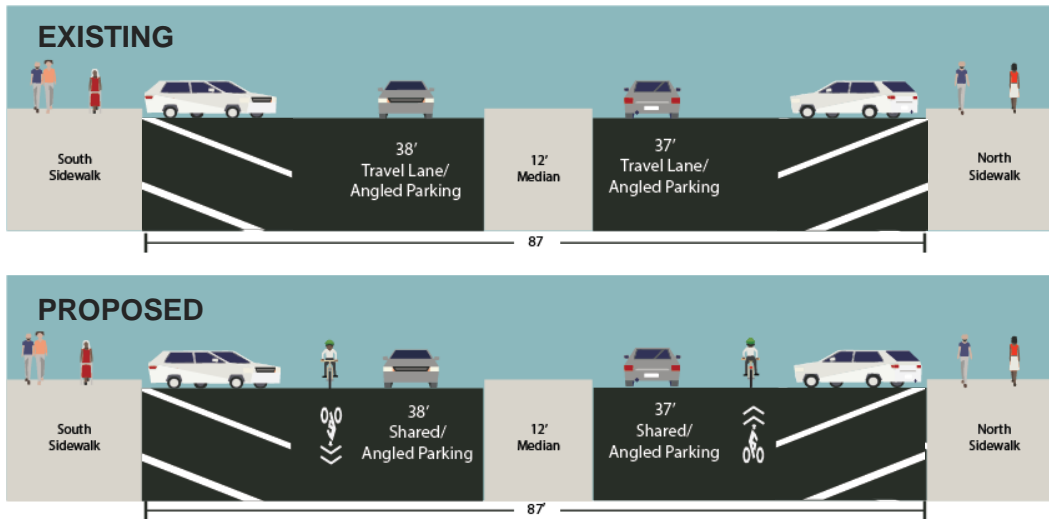 EXISTING
South
Sidewalk
38'
Travel Lane/
Angled Parking
12'
Median
37'
Travel Lane/
Angled Parking
North
Sidewalk
87
PROPOSED
South
Sidewalk
38'
Shared/
Angled Parking
12'
Median
37'
Shared/
Angled Parking
North
Sidewalk
87'